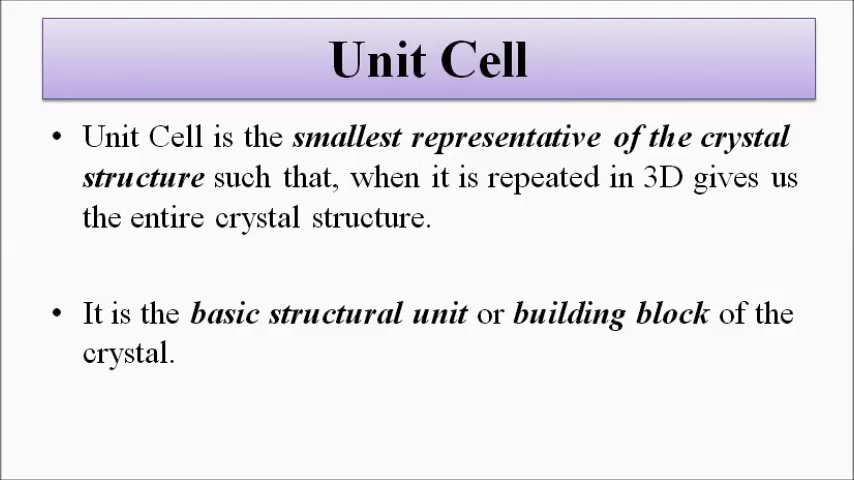 Unit Cell
• Unit Cell is the smallest representative of the crystal
structure such that, when it is repeated in 3D gives us
the entire crystal structure.
• It is the basic structural unit or building block of the
crystal.